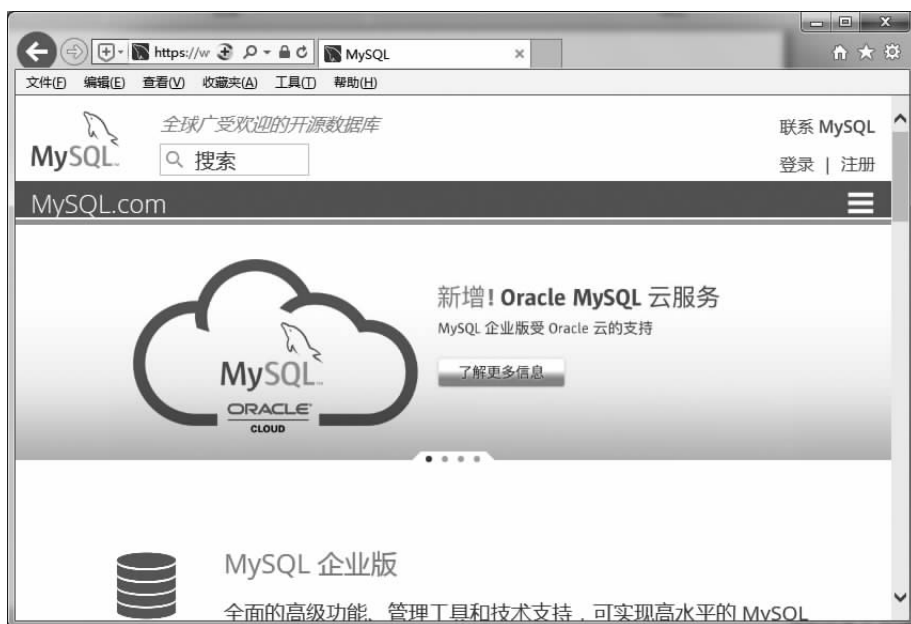 https://w
MySQL
文件(F) 编辑(E) 查看(V) 收藏夹(A) 工具(T) 帮助(H)
MySQL
全球广受欢迎的开源数据库
搜索
联系 MySQL
登录 | 注册
MySQL.com
新增! Oracle MySQL 云服务
MySQL 企业版受 Oracle 云的支持
了解更多信息
MySQL
ORACLE
CLOUD
MySQL 企业版
全面的高级功能、管理工具和技术支持，可实现高水平的 MySQL